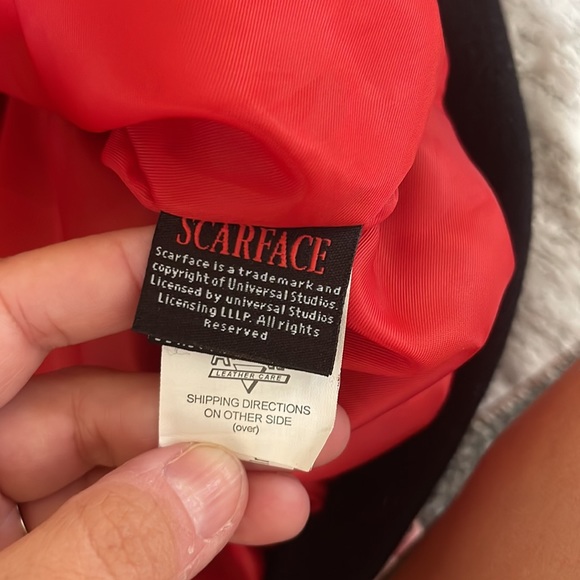 SCARFACE
Scarface is a trademark and
copyright of Universal Studios.
Licensed by universal Studios
Licensing LLLP. All rights
Reserved
LEATHER CARE
SHIPPING DIRECTIONS
ON OTHER SIDE
(over)